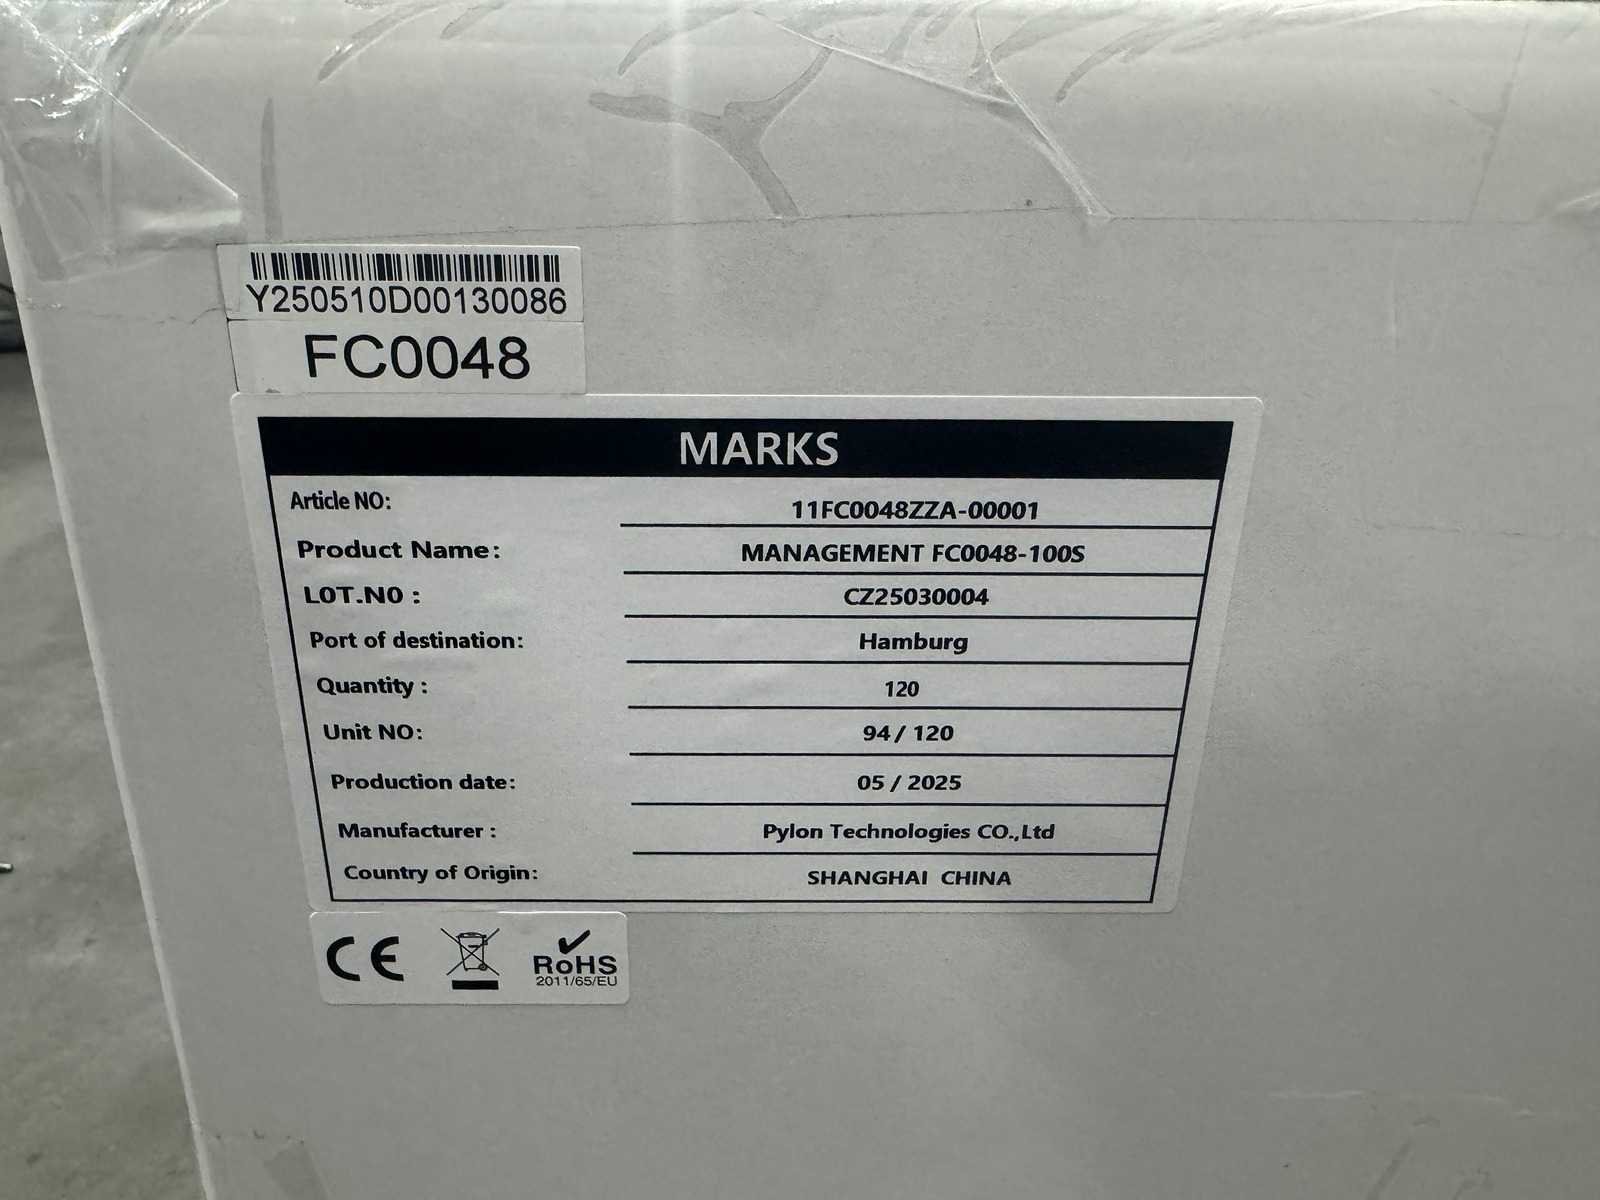 Y250510D00130086
FC0048
MARKS
Article NO: 11FC0048ZZA-00001
Product Name: MANAGEMENT FC0048-100S
LOT.NO : CZ25030004
Port of destination: Hamburg
Quantity : 120
Unit NO: 94 / 120
Production date: 05 / 2025
Manufacturer : Pylon Technologies CO.,Ltd
Country of Origin: SHANGHAI CHINA
CE
RoHS
2011/65/EU